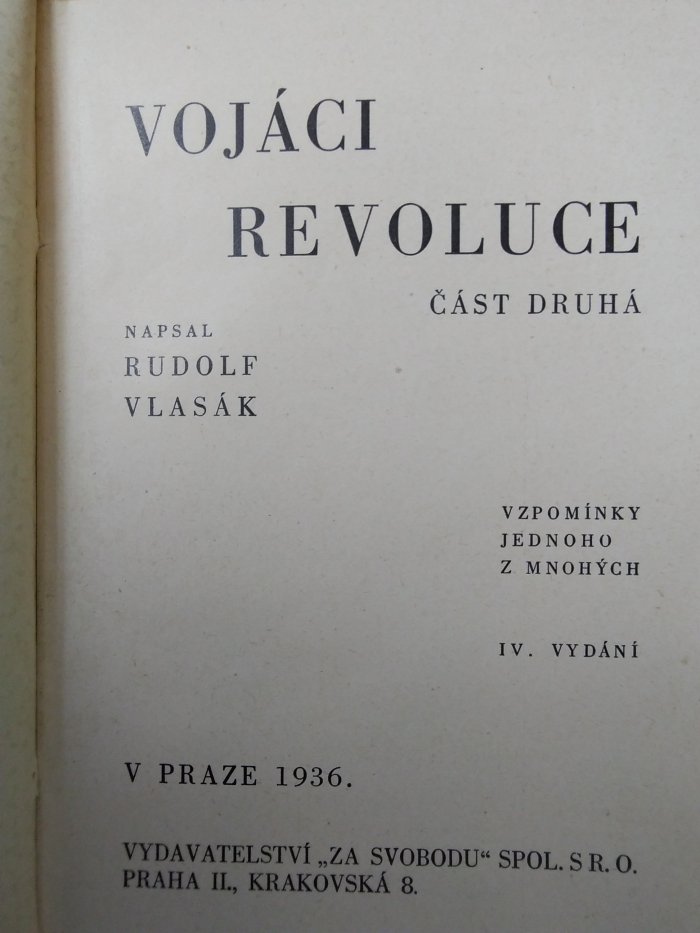 VOJÁCI
REVOLUCE
ČÁST DRUHÁ
NAPSAL
RUDOLF
VLASÁK
VZPOMÍNKY
JEDNOHO
Z MNOHÝCH
IV. VYDÁNÍ
V PRAZE 1936.
VYDAVATELSTVÍ „ZA SVOBODU“ SPOL. S R. O.
PRAHA II., KRAKOVSKÁ 8.